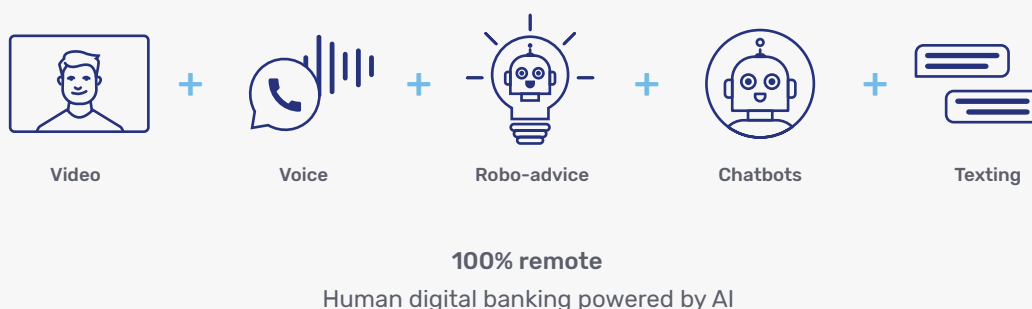 Video
Voice
Robo-advice
Chatbots
Texting
100% remote
Human digital banking powered by AI